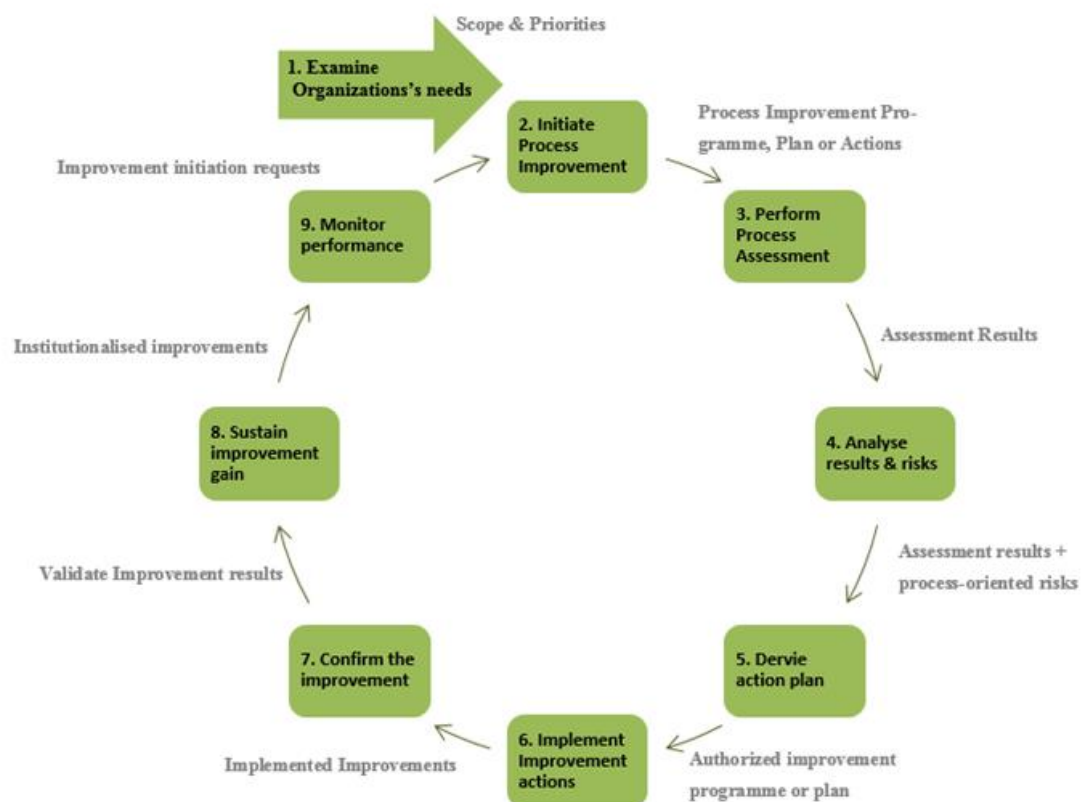 Scope & Priorities
1. Examine
Organizations's needs
2. Initiate
Process
Improvement
Process Improvement Pro-
gramme, Plan or Actions
3. Perform
Process
Assessment
Assessment Results
4. Analyse
results & risks
Assessment results +
process-oriented risks
5. Dervie
action plan
Authorized improvement
programme or plan
6. Implement
Improvement
actions
Implemented Improvements
7. Confirm the
improvement
Validate Improvement results
8. Sustain
improvement
gain
Institutionalised improvements
9. Monitor
performance
Improvement initiation requests